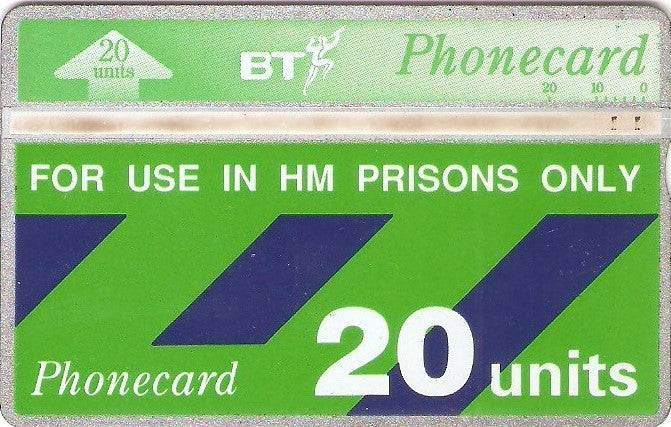 20
units
BT
Phonecard
20 10 0
FOR USE IN HM PRISONS ONLY
Phonecard
20 units